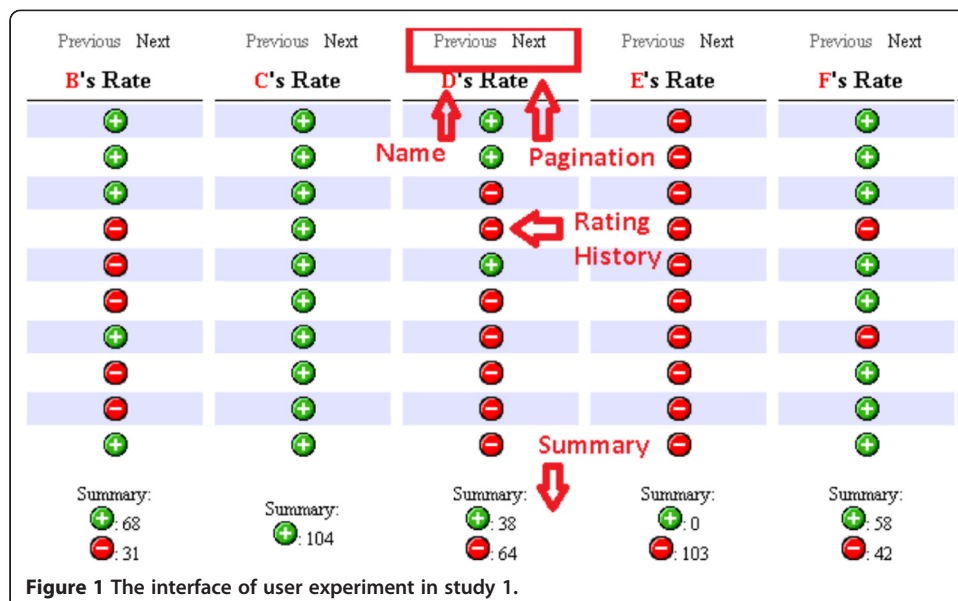 Previous Next Previous Next Previous Next Previous Next Previous Next
B's Rate C's Rate D's Rate E's Rate F's Rate
Name Pagination
Rating
History
Summary
Summary: Summary: Summary: Summary: Summary:
: 68 : 104 : 38 : 0 : 58
: 31 : 64 : 103 : 42
Figure 1 The interface of user experiment in study 1.